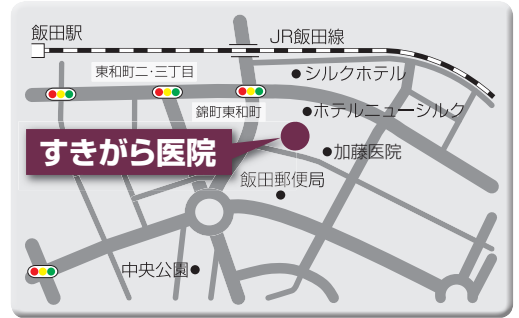 飯田駅
JR飯田線
東和町二・三丁目
シルクホテル
錦町東和町
ホテルニューシルク
すきがら医院
加藤医院
飯田郵便局
中央公園